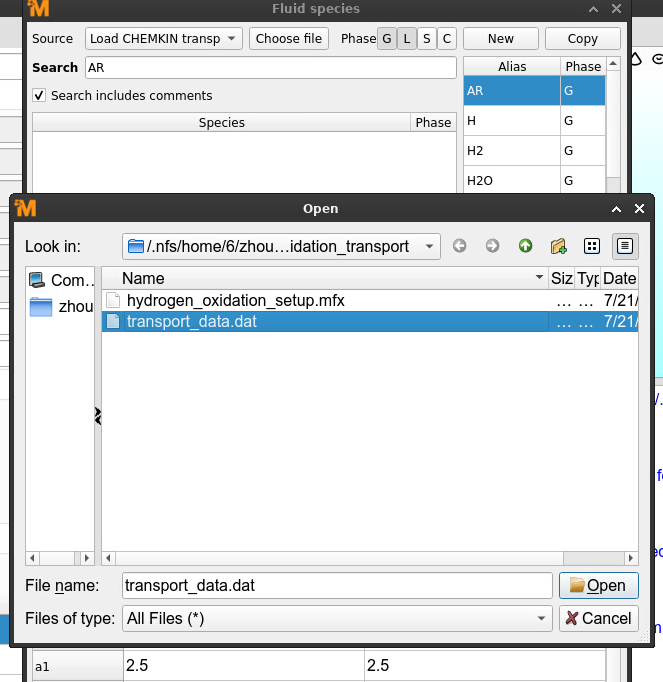 Fluid species
Source Load CHEMKIN transp Choose file Phase G L S C New Copy
Search AR
Search includes comments
Species Phase
Alias Phase
AR G
H G
H2 G
H2O G
Open
Look in: /.nfs/home/6/zhou...idation_transport
Com...
zhou
Name Siz Typ Date
hydrogen_oxidation_setup.mfx ... ... 7/21/
transport_data.dat ... ... 7/21/
File name: transport_data.dat Open
Files of type: All Files (*) Cancel
a1 2.5 2.5